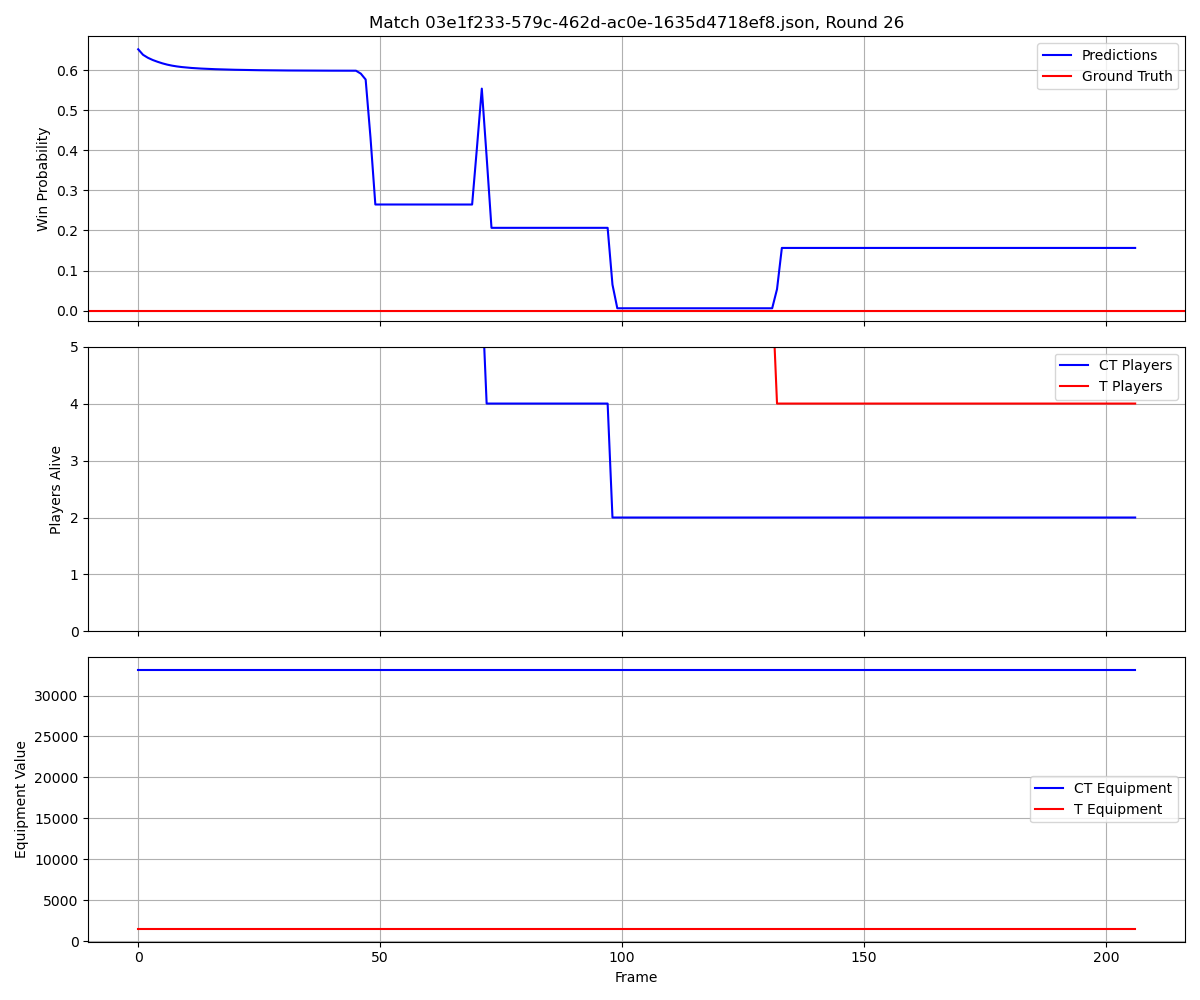 Match 03e1f233-579c-462d-ac0e-1635d4718ef8.json, Round 26
Win Probability
0.6
0.5
0.4
0.3
0.2
0.1
0.0
Predictions
Ground Truth
Players Alive
5
4
3
2
1
0
CT Players
T Players
Equipment Value
30000
25000
20000
15000
10000
5000
0
CT Equipment
T Equipment
0
50
100
150
200
Frame